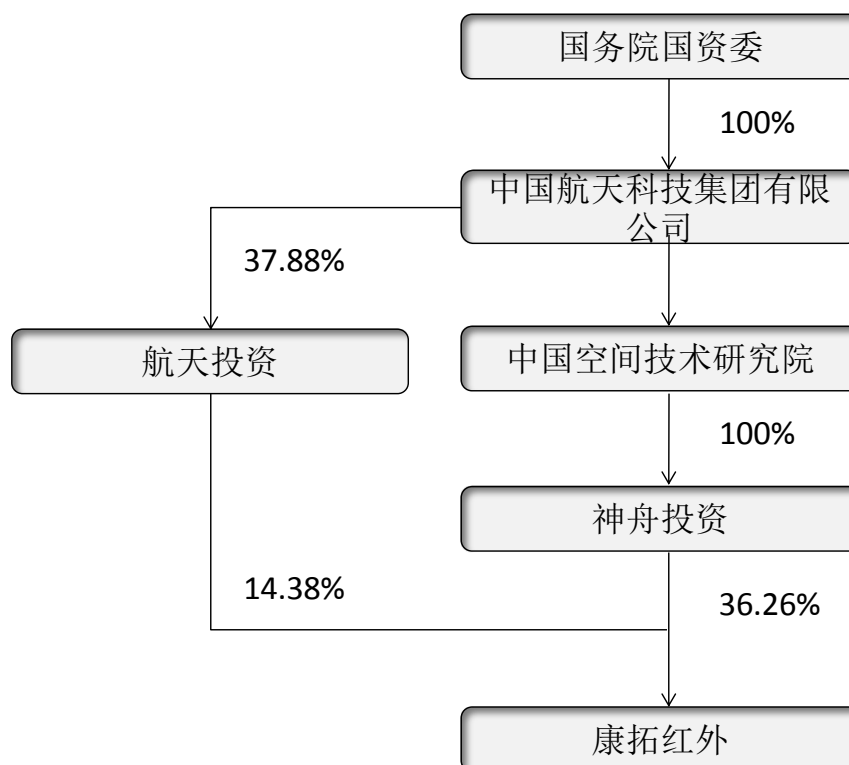 国务院国资委
100%
中国航天科技集团有限
公司
37.88%
航天投资
中国空间技术研究院
100%
神舟投资
14.38%
36.26%
康拓红外